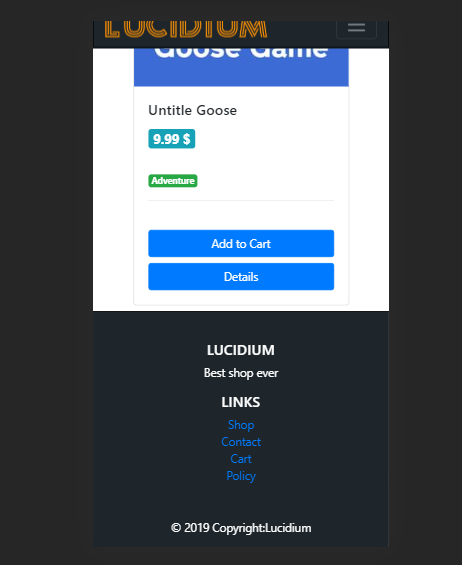 LUCIDIUM
Goose Game
Untitle Goose
9.99 $
Adventure
Add to Cart
Details
LUCIDIUM
Best shop ever
LINKS
Shop
Contact
Cart
Policy
© 2019 Copyright:Lucidium